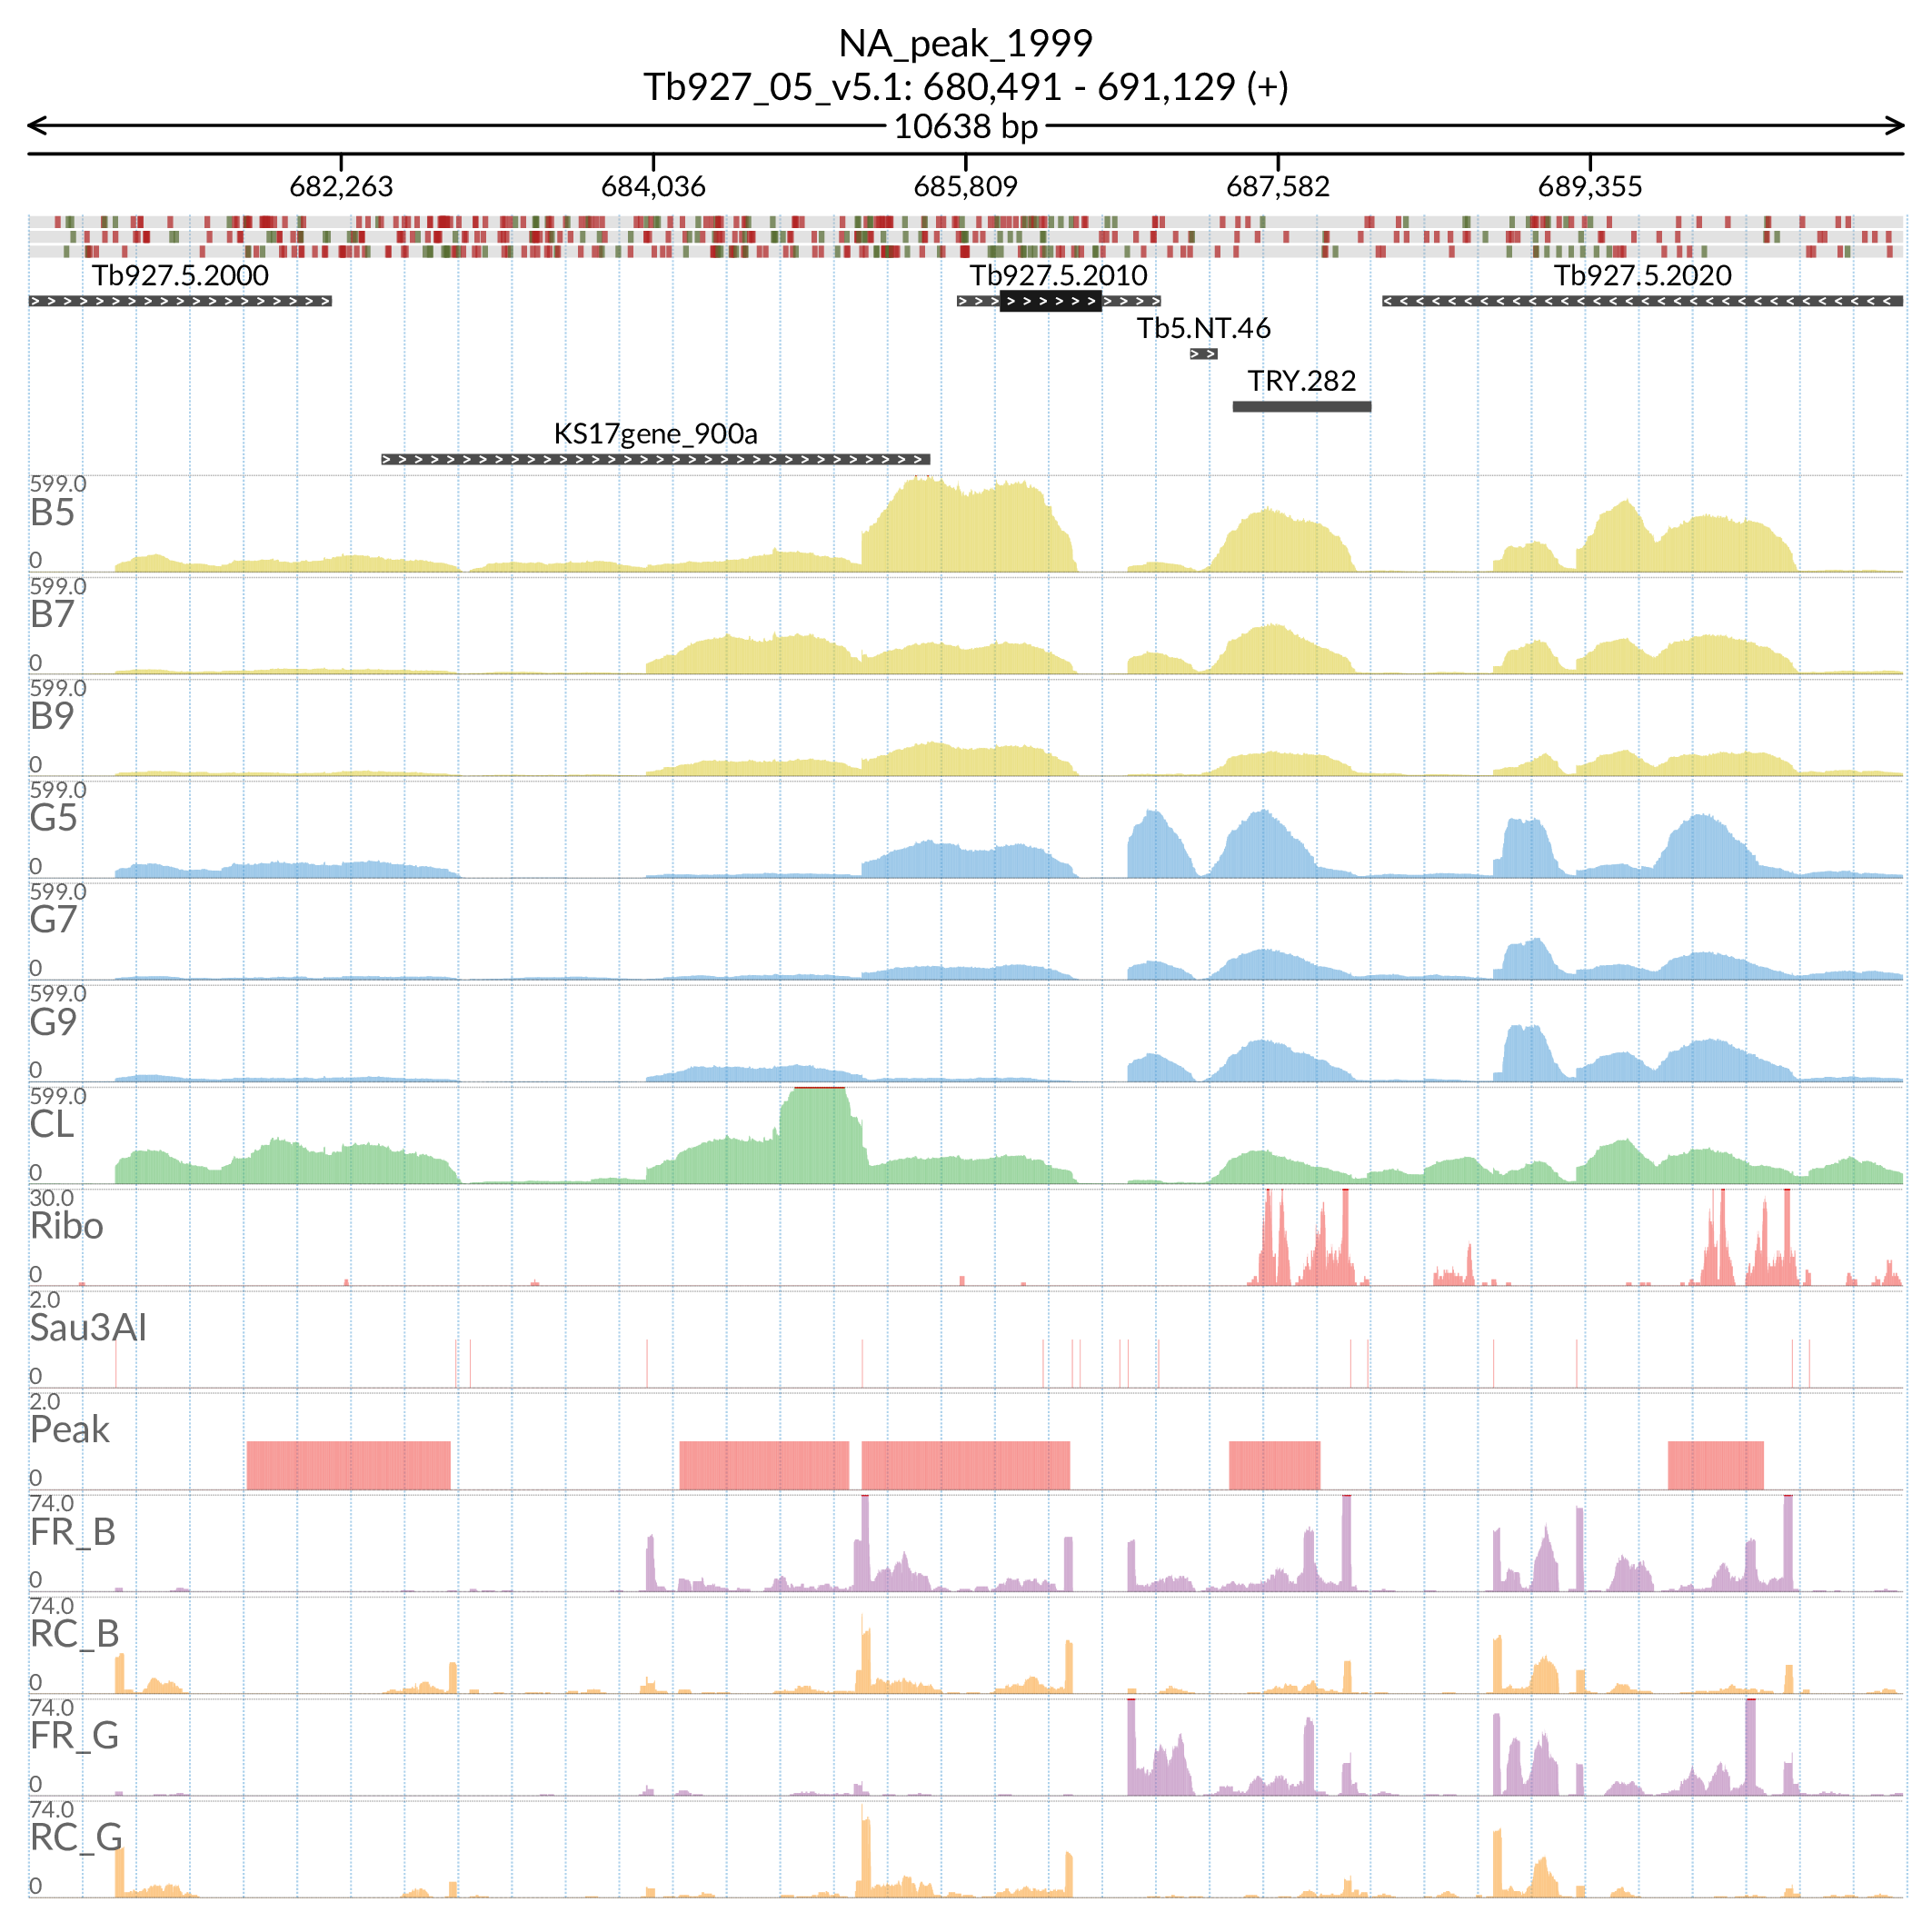 NA_peak_1999
Tb927_05_v5.1: 680,491 - 691,129 (+)
10638 bp
682,263 684,036 685,809 687,582 689,355
Tb927.5.2000 Tb927.5.2010 Tb927.5.2020
Tb5.NT.46
TRY.282
KS17gene_900a
599.0
B5
0
599.0
B7
0
599.0
B9
0
599.0
G5
0
599.0
G7
0
599.0
G9
0
599.0
CL
0
30.0
Ribo
0
2.0
Sau3AI
0
2.0
Peak
0
74.0
FR_B
0
74.0
RC_B
0
74.0
FR_G
0
74.0
RC_G
0